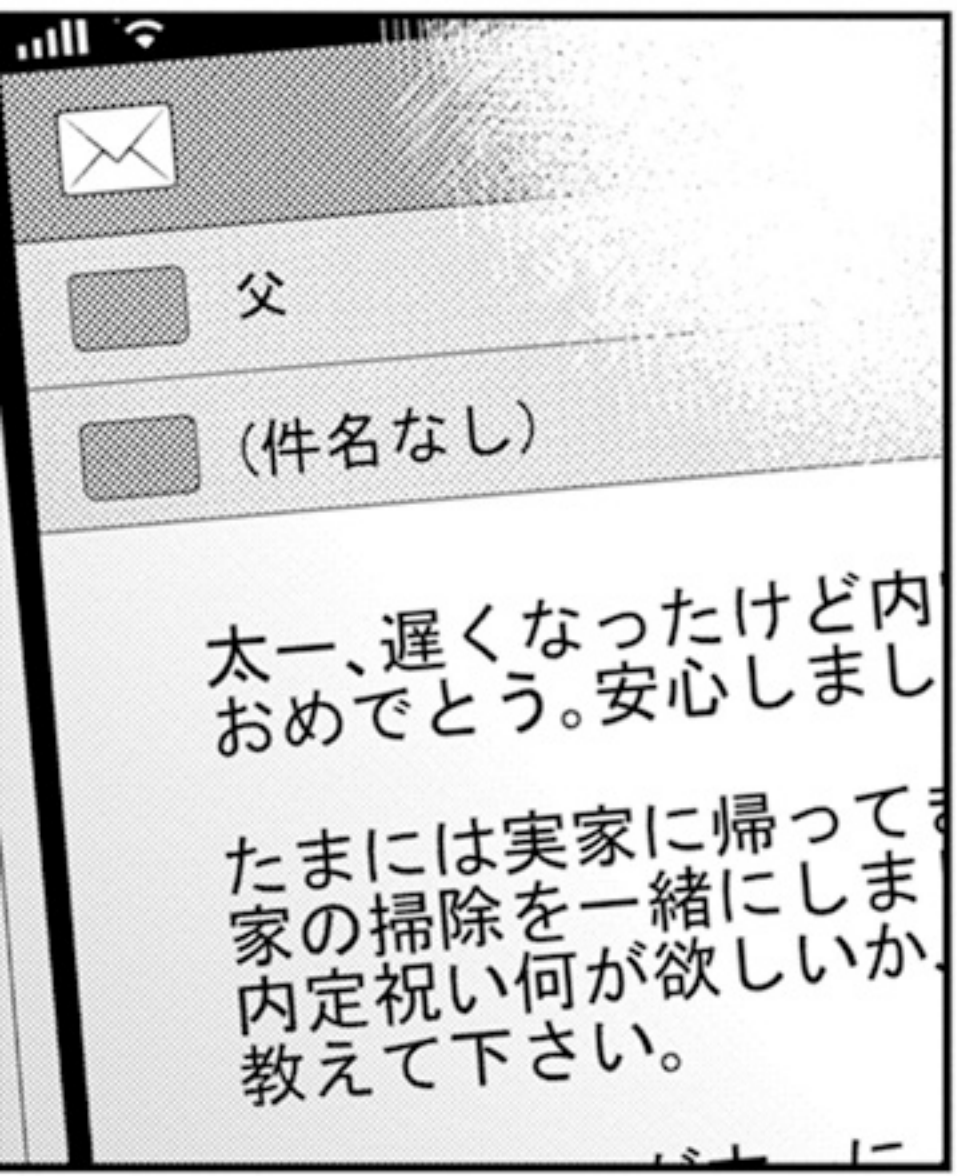 父
(件名なし)
太一、遅くなったけど内
おめでとう。安心しまし
たまには実家に帰って
家の掃除を一緒にしま
内定祝い何が欲しいか、
教えて下さい。